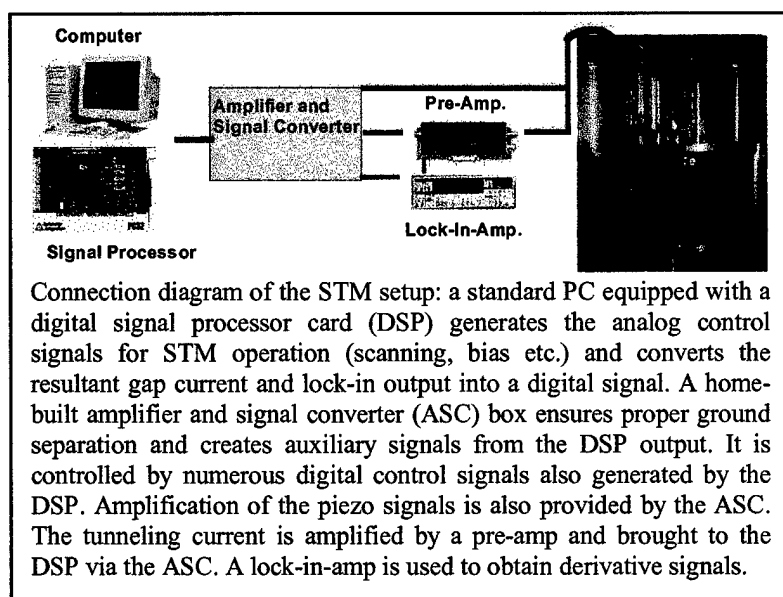 Computer
Amplifier and
Signal Converter
Pre-Amp.
Lock-In-Amp.
Signal Processor
Connection diagram of the STM setup: a standard PC equipped with a
digital signal processor card (DSP) generates the analog control
signals for STM operation (scanning, bias etc.) and converts the
resultant gap current and lock-in output into a digital signal. A home-
built amplifier and signal converter (ASC) box ensures proper ground
separation and creates auxiliary signals from the DSP output. It is
controlled by numerous digital control signals also generated by the
DSP. Amplification of the piezo signals is also provided by the ASC.
The tunneling current is amplified by a pre-amp and brought to the
DSP via the ASC. A lock-in-amp is used to obtain derivative signals.